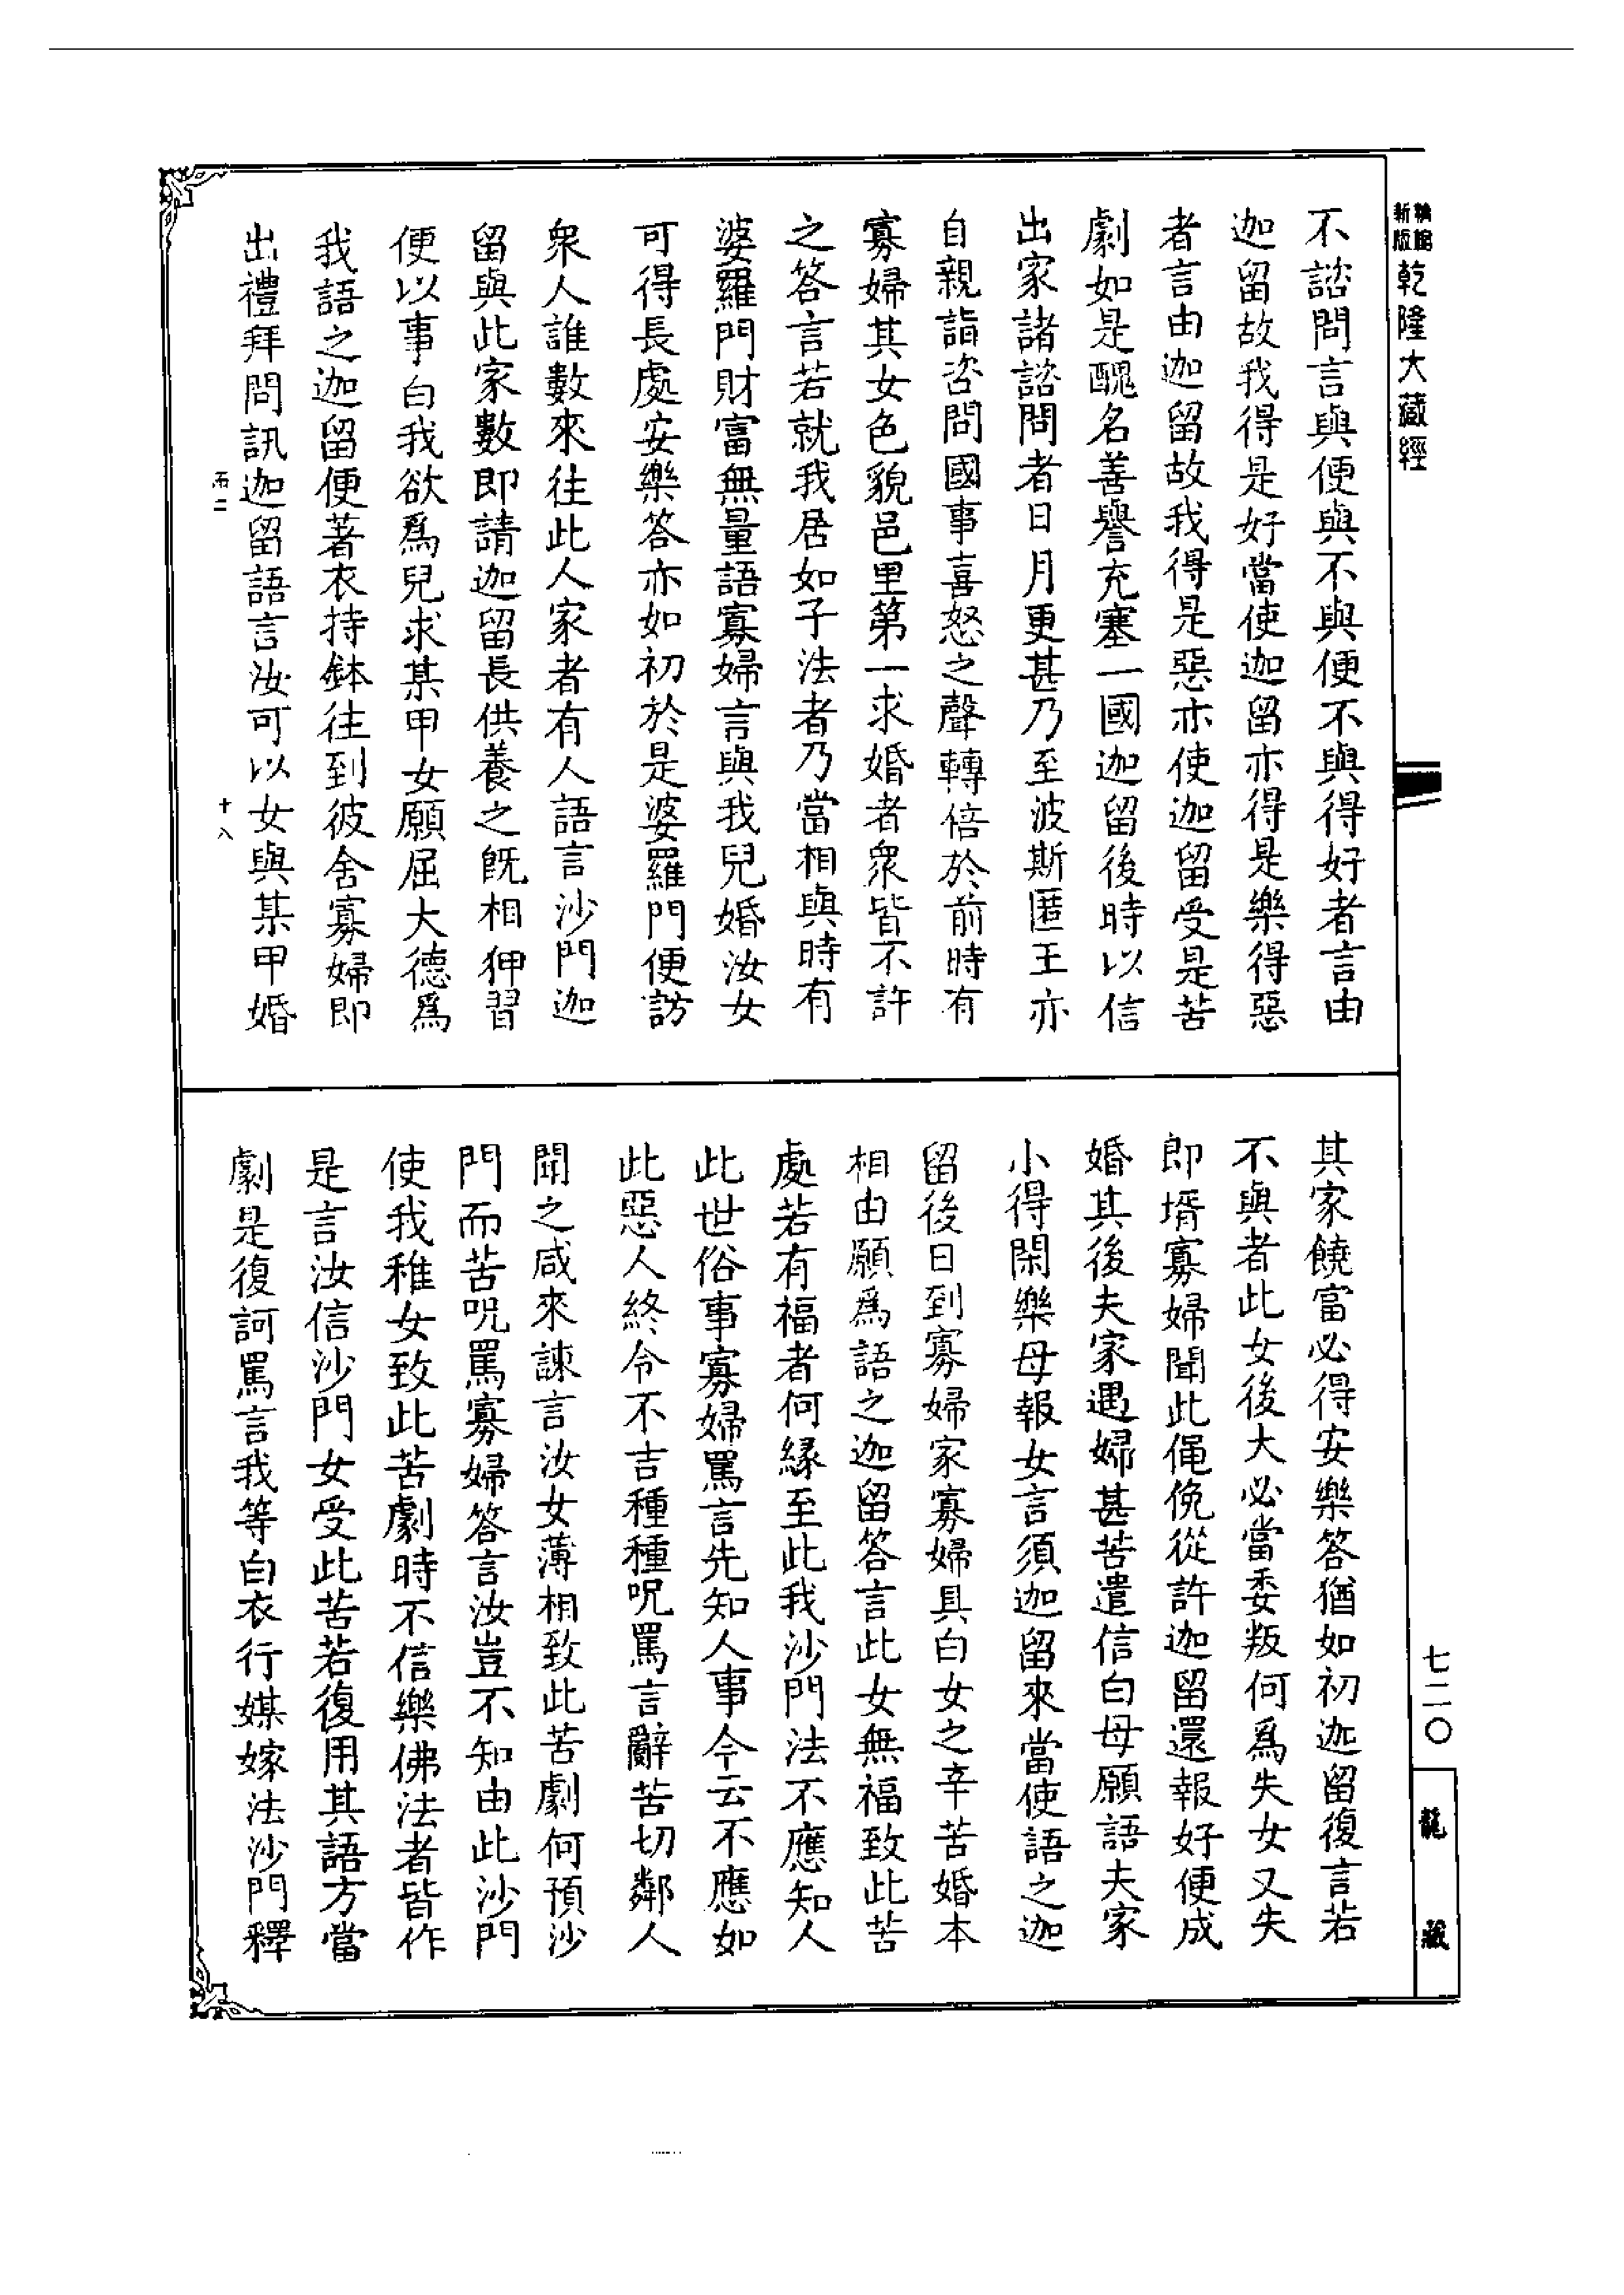 新版
乾隆大藏經
不諮問言與便與不與便不與得好者言由
迦留故我得是好當使迦留亦得是樂得惡
者言由迦留故我得是惡亦使迦留受是苦
劇如是醜名善譽充塞一國迦留後時以信
出家諸諮問者日月更甚乃至波斯匿王亦
自親詣咨問國事喜怒之聲轉倍於前時有
寡婦其女色貌邑里第一求婚者衆皆不許
之答言若就我居如子法者乃當相與時有
婆羅門財富無量語寡婦言與我兒婚汝女
可得長處安樂答亦如初於是婆羅門便訪
衆人誰數來往此人家者有人語言沙門迦
留與此家數即請迦留長供養之旣相狎習
便以事白我欲爲兒求某甲女願屈大德爲
我語之迦留便著衣持鉢往到彼舍寡婦即
出禮拜問訊迦留語言汝可以女與某甲婚
十八
其家饒富必得安樂答猶如初迦留復言若
不與者此女後大必當委叛何爲失女又失
即壻寡婦聞此僶俛從許迦留還報好便成
婚其後夫家遇婦甚苦遣信白母願語夫家
小得閑樂母報女言須迦留來當使語之迦
留後日到寡婦家寡婦具白女之辛苦婚本
相由願爲語之迦留答言此女無福致此苦
處若有福者何緣至此我沙門法不應知人
此世俗事寡婦罵言先知人事今云不應如
此惡人終令不吉種種呪罵言辭苦切鄰人
聞之咸來諫言汝女薄相致此苦劇何預沙
門而苦呪罵寡婦答言汝豈不知由此沙門
使我稚女致此苦劇時不信樂佛法者皆作
是言汝信沙門女受此苦若復用其語方當
劇是復訶罵言我等白衣行媒嫁法沙門釋
七二〇
龍藏